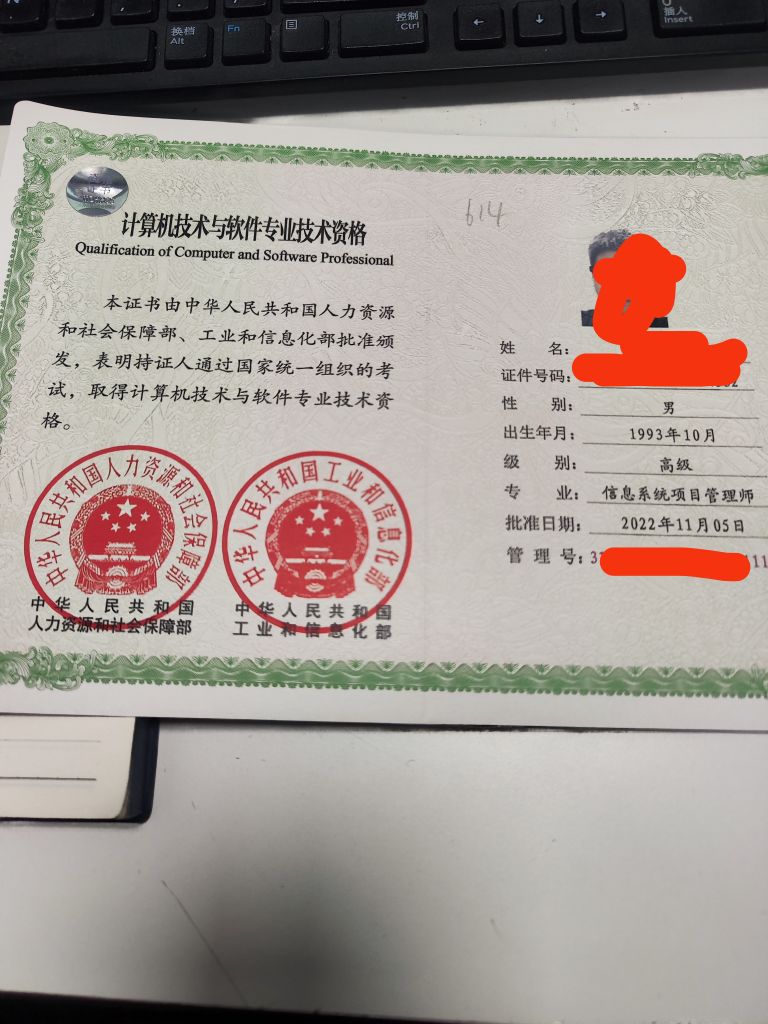 换档
Alt
Fn
控制
Ctrl
插入
Insert
614
计算机技术与软件专业技术资格
Qualification of Computer and Software Professional
本证书由中华人民共和国人力资源
和社会保障部、工业和信息化部批准颁
发，表明持证人通过国家统一组织的考
试，取得计算机技术与软件专业技术资
格。
中华人民共和国人力资源和社会保障部
中华人民共和国
人力资源和社会保障部
中华人民共和国工业和信息化部
中华人民共和国
工业和信息化部
姓 名：
证件号码：
性 别： 男
出生年月： 1993年10月
级 别： 高级
专 业： 信息系统项目管理师
批准日期： 2022年11月05日
管 理 号：3 11